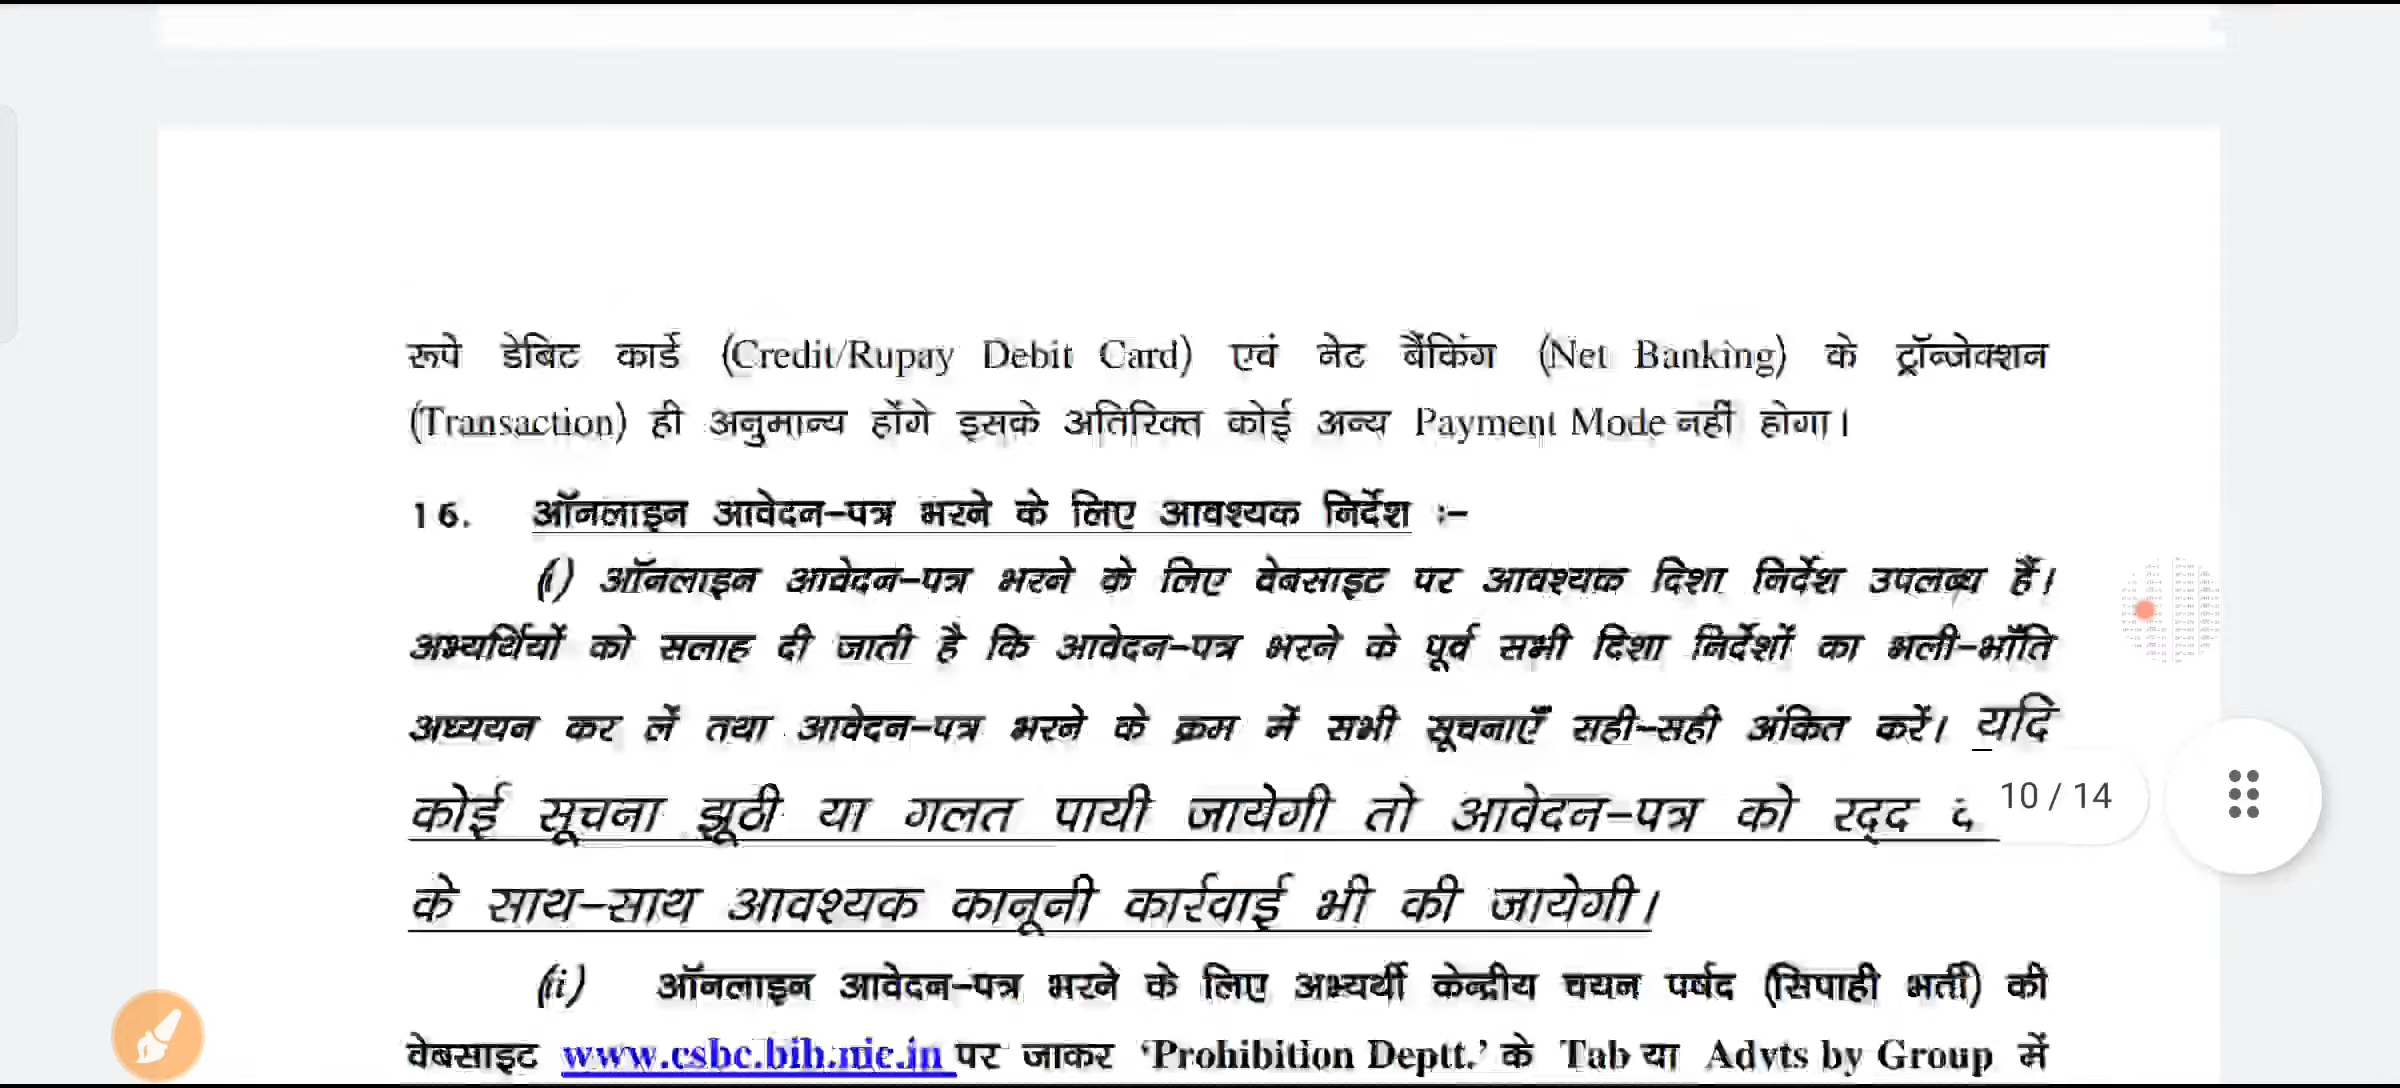 रूपे डेबिट कार्ड (Credit/Rupay Debit Card) एवं नेट बैंकिंग (Net Banking) के ट्रॉन्जेक्शन
(Transaction) ही अनुमान्य होंगे इसके अतिरिक्त कोई अन्य Payment Mode नहीं होगा।
16. ऑनलाइन आवेदन-पत्र भरने के लिए आवश्यक निर्देश :-
(i) ऑनलाइन आवेदन-पत्र भरने के लिए वेबसाइट पर आवश्यक दिशा निर्देश उपलब्ध हैं।
अभ्यर्थियों को सलाह दी जाती है कि आवेदन-पत्र भरने के पूर्व सभी दिशा निर्देशों का भली-भाँति
अध्ययन कर लें तथा आवेदन-पत्र भरने के क्रम में सभी सूचनाएँ सही-सही अंकित करें। यदि
कोई सूचना झूठी या गलत पायी जायेगी तो आवेदन-पत्र को रद्द
10 / 14
के साथ-साथ आवश्यक कानूनी कार्रवाई भी की जायेगी।
(ii) ऑनलाइन आवेदन-पत्र भरने के लिए अभ्यर्थी केन्द्रीय चयन पर्षद (सिपाही भर्ती) की
वेबसाइट www.csbc.bih.nic.in पर जाकर ‘Prohibition Deptt.’ के Tab या Advts by Group में